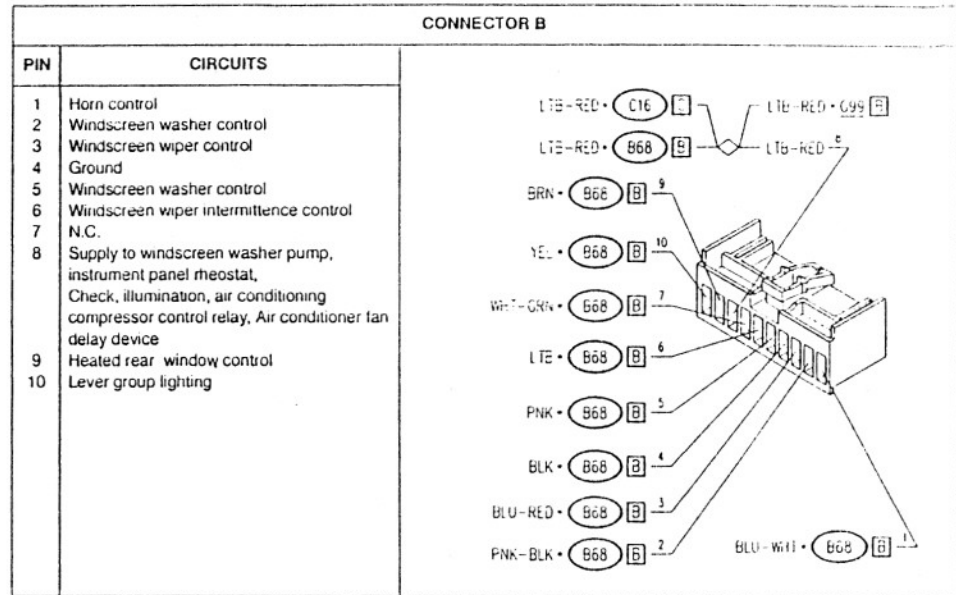 CONNECTOR B
PIN CIRCUITS
1 Horn control
2 Windscreen washer control
3 Windscreen wiper control
4 Ground
5 Windscreen washer control
6 Windscreen wiper intermittence control
7 N.C.
8 Supply to windscreen washer pump,
instrument panel rheostat,
Check, illumination, air conditioning
compressor control relay, Air conditioner fan
delay device
9 Heated rear window control
10 Lever group lighting
LTB-RED • C16 C LTB-RED • G99 B
LTB-RED • B68 B LTB-RED 8
BRN • B68 B 9
YEL • B68 B 10
WHT-GRN • B68 B 7
LTB • B68 B 6
PNK • B68 B 5
BLK • B68 B 4
BLU-RED • B68 B 3
PNK-BLK • B68 B 2
BLU-WHT • B68 B 1